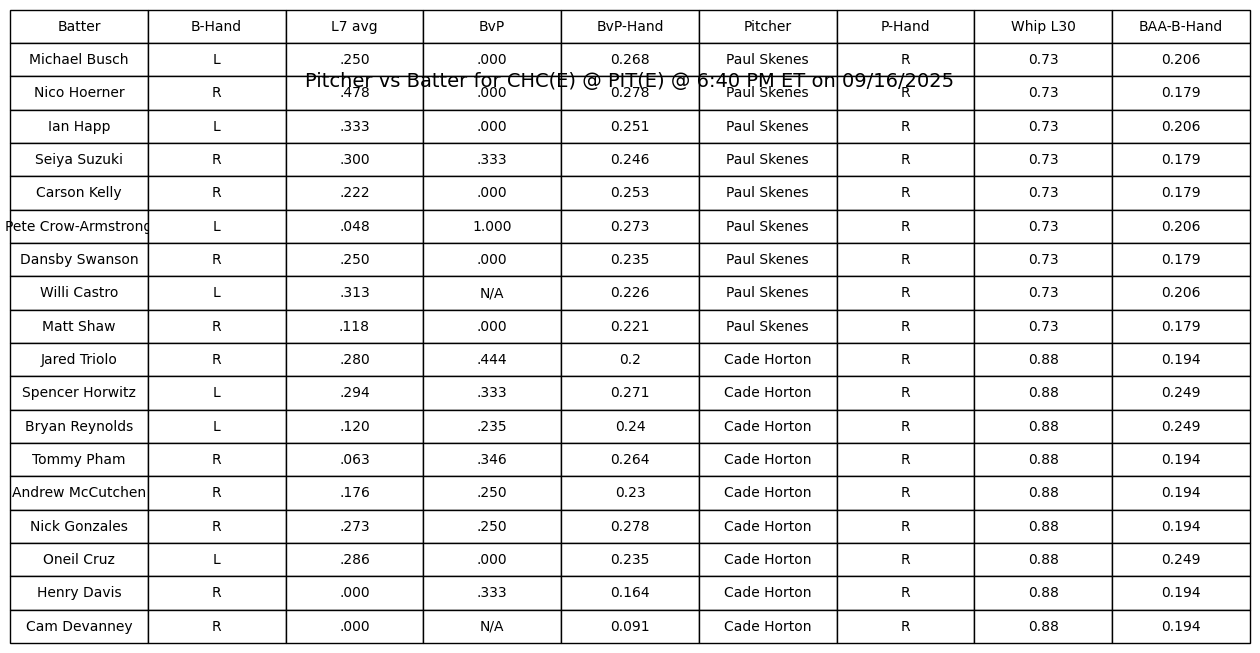 Batter B-Hand L7 avg BvP BvP-Hand Pitcher P-Hand Whip L30 BAA-B-Hand
Michael Busch L .250 .000 0.268 Paul Skenes R 0.73 0.206
Pitcher vs Batter for CHC(E) @ PIT(E) @ 6:40 PM ET on 09/16/2025
Nico Hoerner R .478 .000 0.278 Paul Skenes R 0.73 0.179
Ian Happ L .333 .000 0.251 Paul Skenes R 0.73 0.206
Seiya Suzuki R .300 .333 0.246 Paul Skenes R 0.73 0.179
Carson Kelly R .222 .000 0.253 Paul Skenes R 0.73 0.179
Pete Crow-Armstrong L .048 1.000 0.273 Paul Skenes R 0.73 0.206
Dansby Swanson R .250 .000 0.235 Paul Skenes R 0.73 0.179
Willi Castro L .313 N/A 0.226 Paul Skenes R 0.73 0.206
Matt Shaw R .118 .000 0.221 Paul Skenes R 0.73 0.179
Jared Triolo R .280 .444 0.2 Cade Horton R 0.88 0.194
Spencer Horwitz L .294 .333 0.271 Cade Horton R 0.88 0.249
Bryan Reynolds L .120 .235 0.24 Cade Horton R 0.88 0.249
Tommy Pham R .063 .346 0.264 Cade Horton R 0.88 0.194
Andrew McCutchen R .176 .250 0.23 Cade Horton R 0.88 0.194
Nick Gonzales R .273 .250 0.278 Cade Horton R 0.88 0.194
Oneil Cruz L .286 .000 0.235 Cade Horton R 0.88 0.249
Henry Davis R .000 .333 0.164 Cade Horton R 0.88 0.194
Cam Devanney R .000 N/A 0.091 Cade Horton R 0.88 0.194